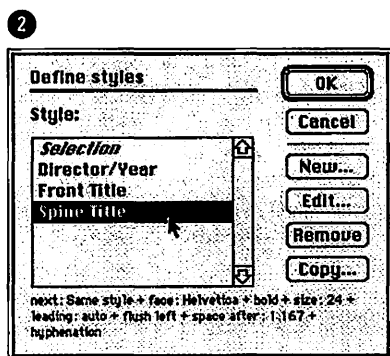 2
Define styles
OK
Style:
Cancel
Selection
Director/Year
Front Title
Spine Title
New...
Edit...
Remove
Copy...
next: Same style + face: Helvetica + bold + size: 24 +
leading: auto + flush left + space after: 1.167 +
hyphenation